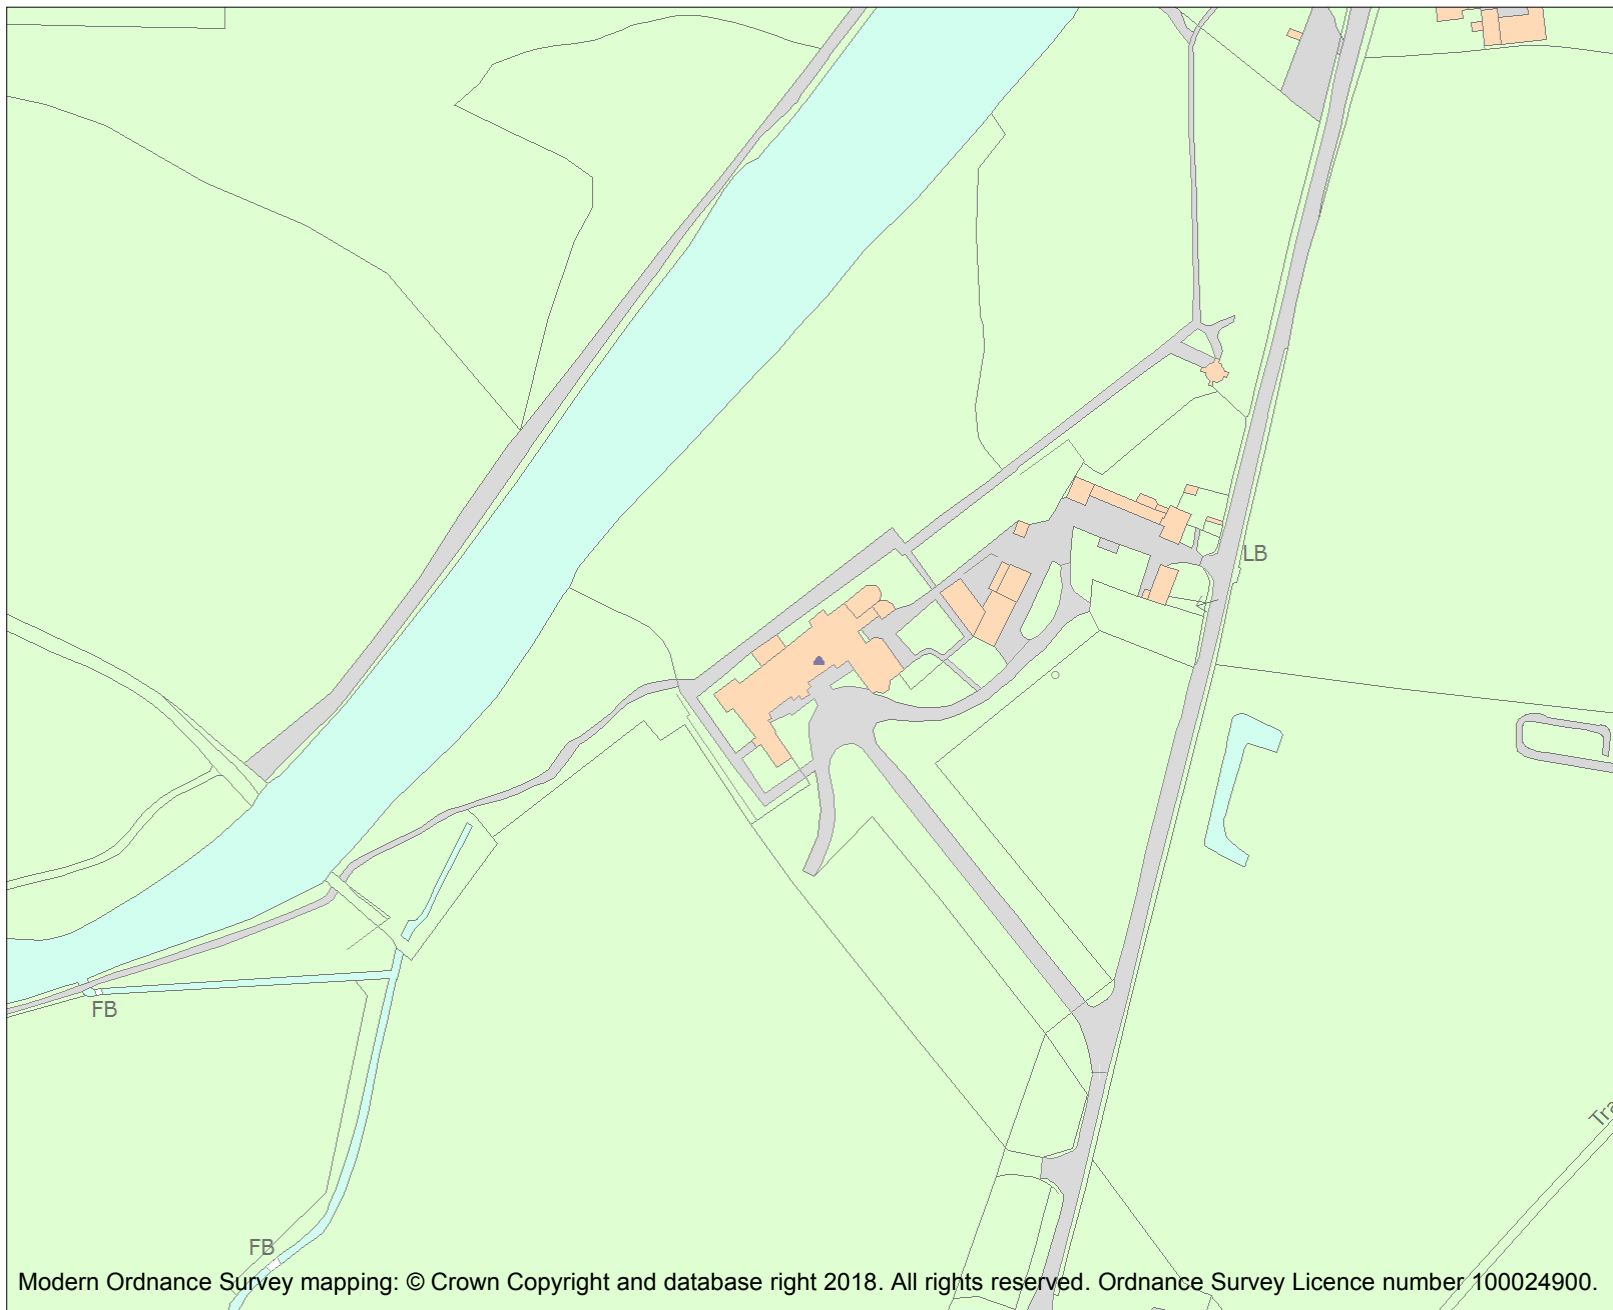 LB
FB
Tra
FB
Modern Ordnance Survey mapping: © Crown Copyright and database right 2018. All rights reserved. Ordnance Survey Licence number 100024900.